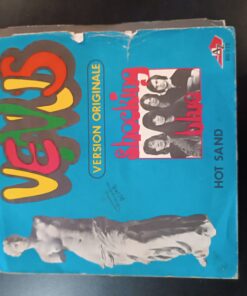 VENUS
VERSION ORIGINALE
Shocking
Blue
HOT SAND